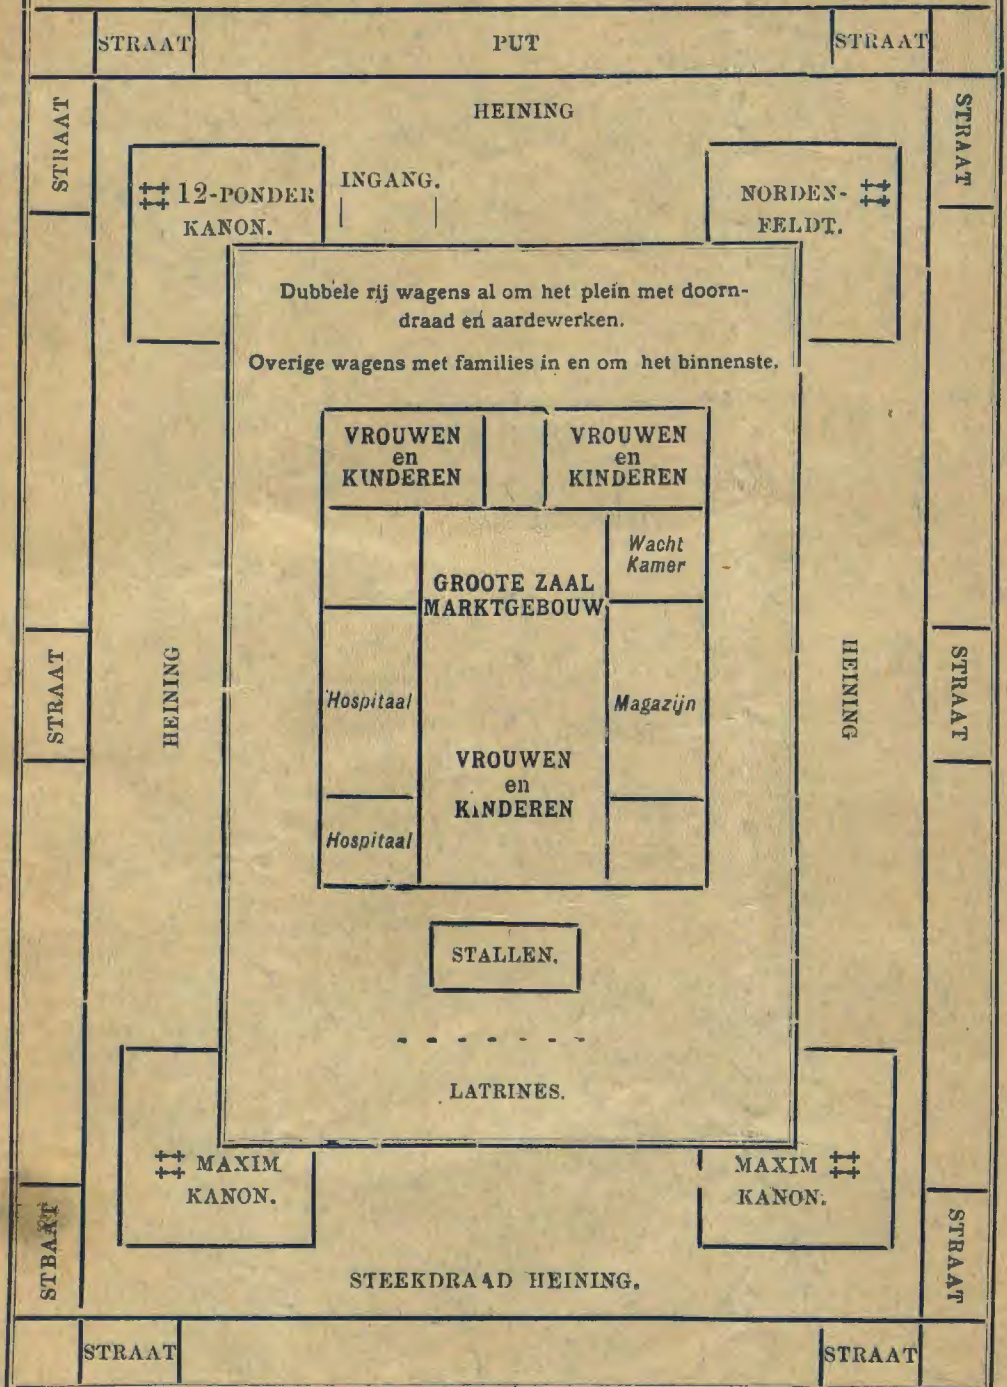 STRAAT
PUT
STRAAT
STRAAT
HEINING
STRAAT
12-PONDER
KANON.
INGANG.
NORDEN-
FELDT.
Dubbele rij wagens al om het plein met doorn-
draad en aardewerken.
Overige wagens met families in en om het binnenste.
VROUWEN
en
KINDEREN
VROUWEN
en
KINDEREN
Wacht
Kamer
GROOTE ZAAL
MARKTGEBOUW
STRAAT
HEINING
Hospitaal
Magazijn
HEINING
STRAAT
VROUWEN
en
KINDEREN
Hospitaal
STALLEN.
LATRINES.
MAXIM
KANON.
MAXIM
KANON.
STBAAT
STRAAT
STEEKDRAAD HEINING.
STRAAT
STRAAT